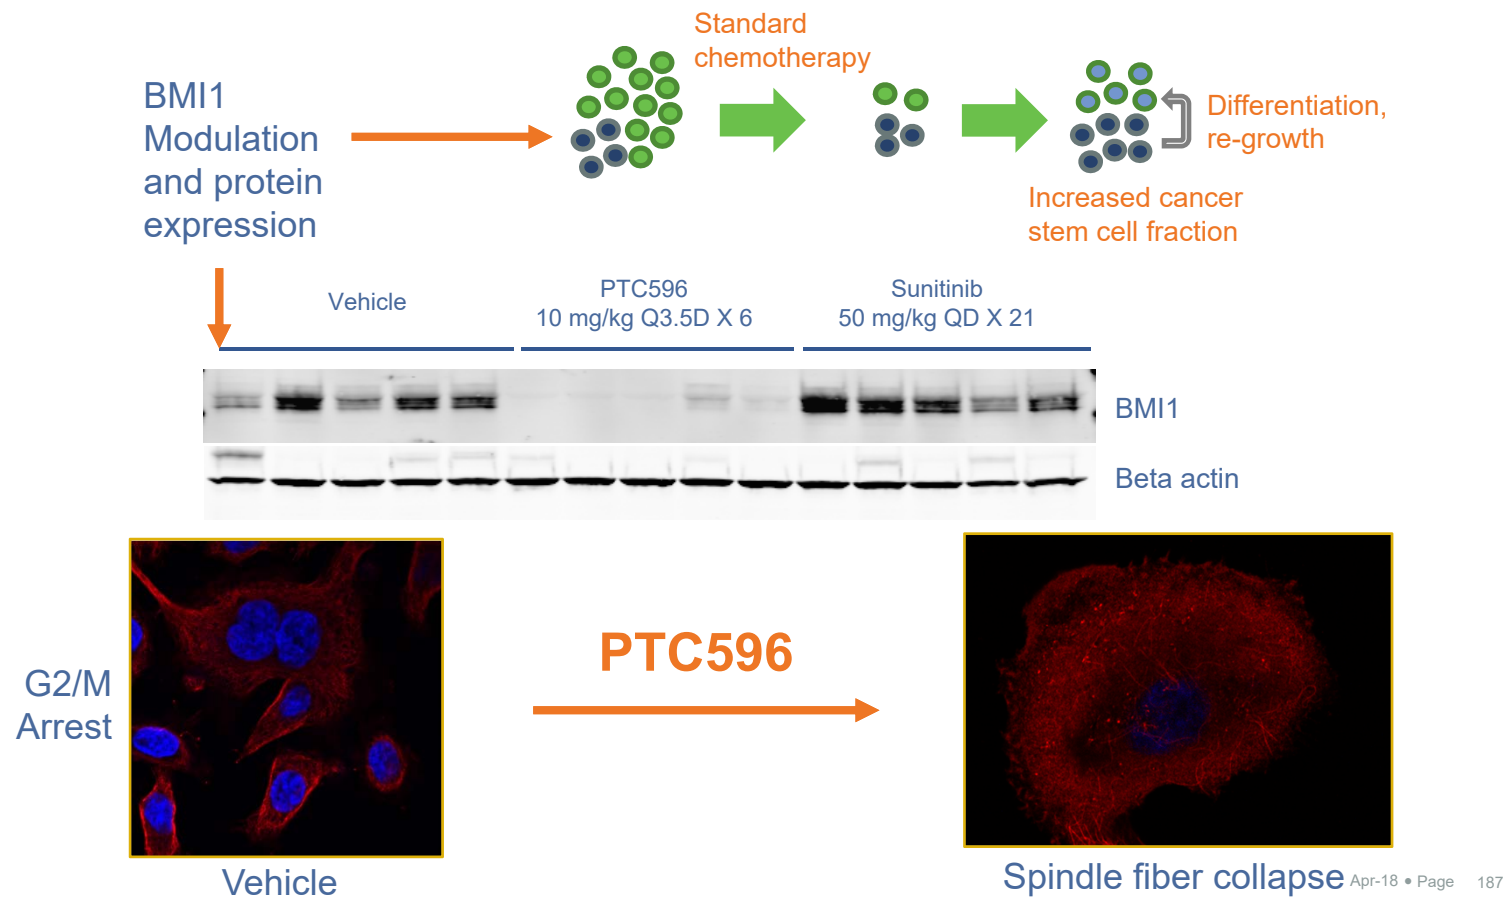 Standard
chemotherapy
BMI1
Modulation
and protein
expression
Differentiation,
re-growth
Increased cancer
stem cell fraction
Vehicle
PTC596
10 mg/kg Q3.5D X 6
Sunitinib
50 mg/kg QD X 21
BMI1
Beta actin
G2/M
Arrest
PTC596
Vehicle
Spindle fiber collapse
Apr-18 • Page 187